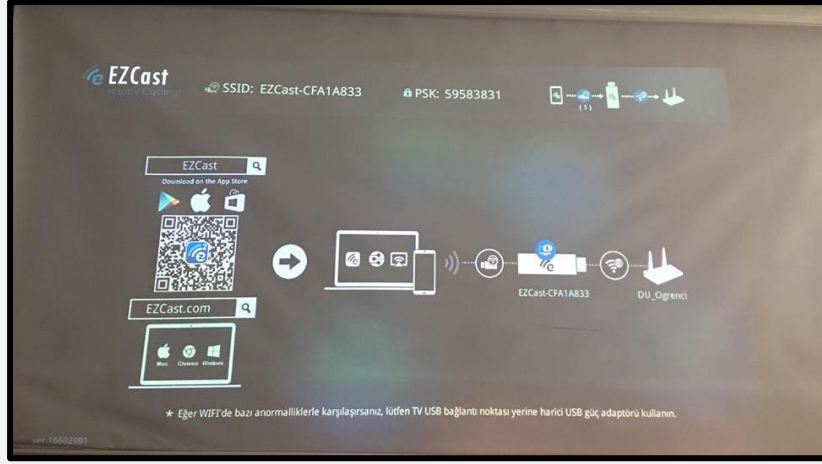 EZCast
Happy Casting!
SSID: EZCast-CFA1A833
PSK: 59583831
(1)
EZCast
Download on the App Store
EZCast-CFA1A833
DU_Ogrenci
EZCast.com
Mac Chrome Windows
* Eğer WIFI'de bazı anormalliklerle karşılaşırsanız, lütfen TV USB bağlantı noktası yerine harici USB güç adaptörü kullanın.
ver.16602001